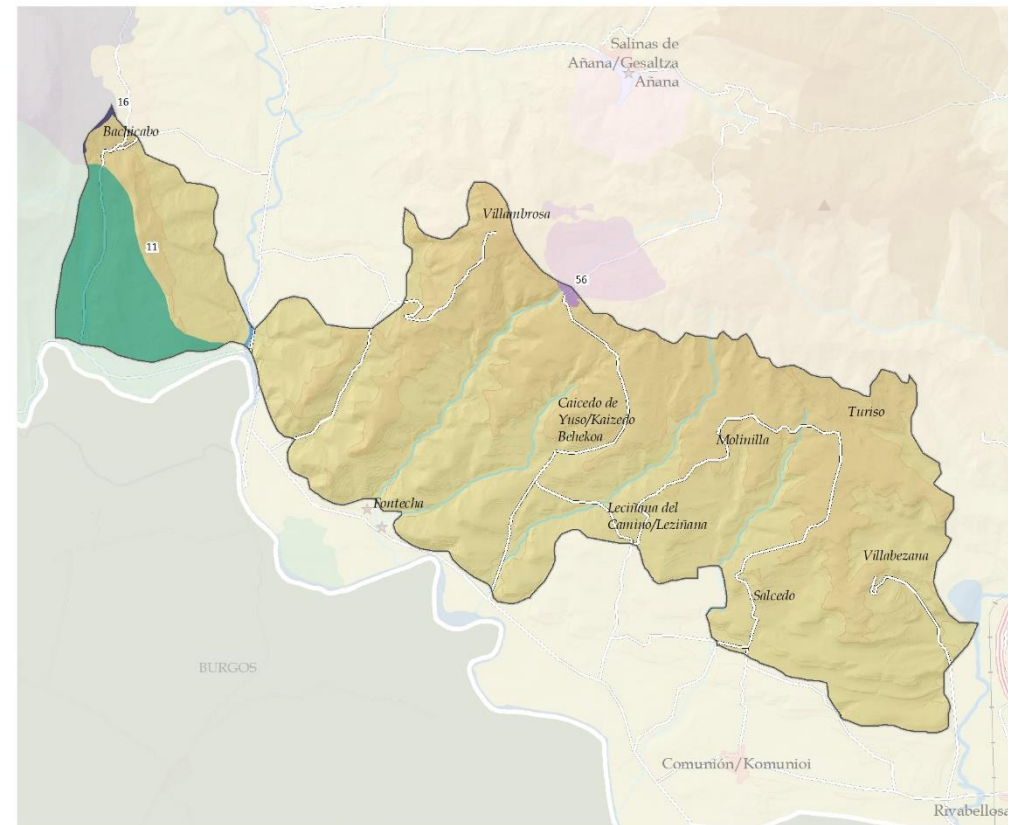 Salinas de
Añana/Gesaltza
Añana
16
Bachicabo
Villambrosa
11
56
Caicedo de
Yuso/Kaizedo
Behekoa
Turiso
Molinilla
Fontecha
Leciñana del
Camino/Leziñana
Villabezana
Salcedo
BURGOS
Comunión/Komunioi
Rivabellosa